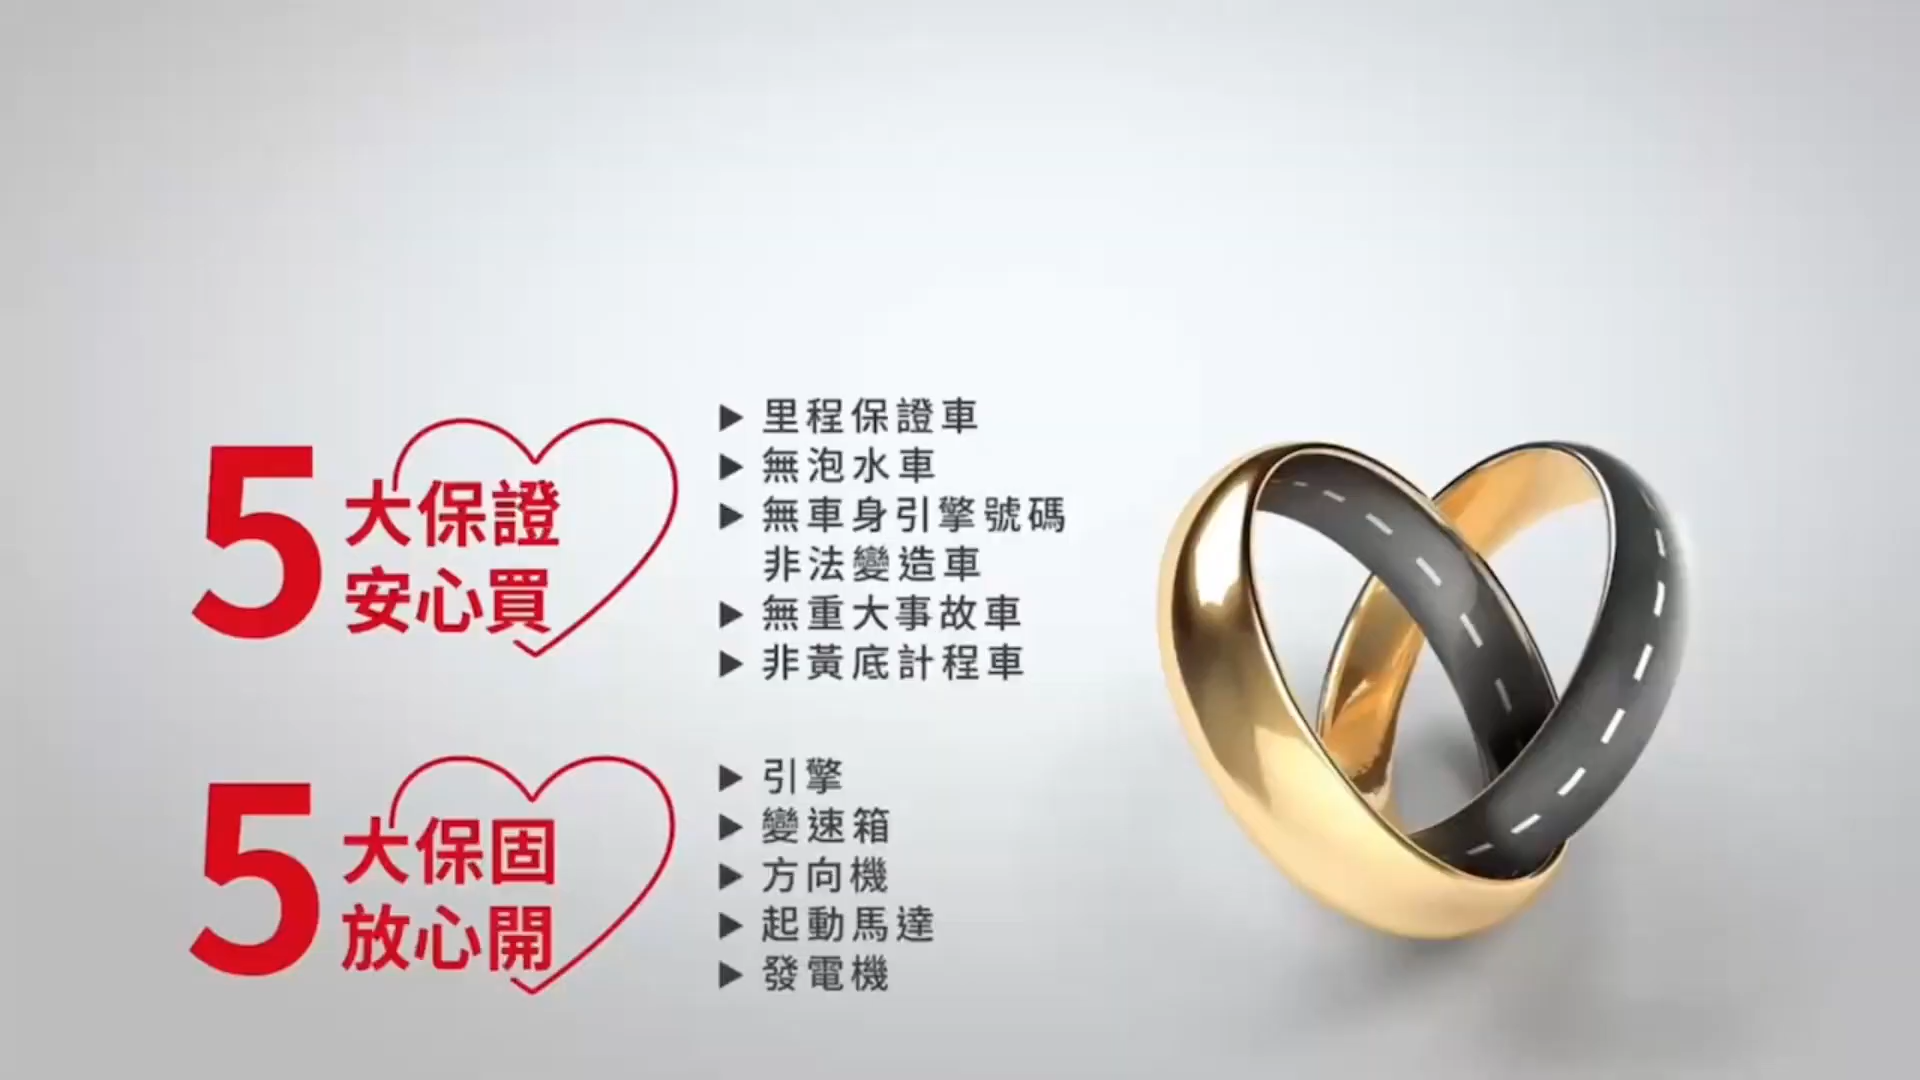 5大保證
安心買
▶ 里程保證車
▶ 無泡水車
▶ 無車身引擎號碼
非法變造車
▶ 無重大事故車
▶ 非黃底計程車
5大保固
放心開
▶ 引擎
▶ 變速箱
▶ 方向機
▶ 起動馬達
▶ 發電機